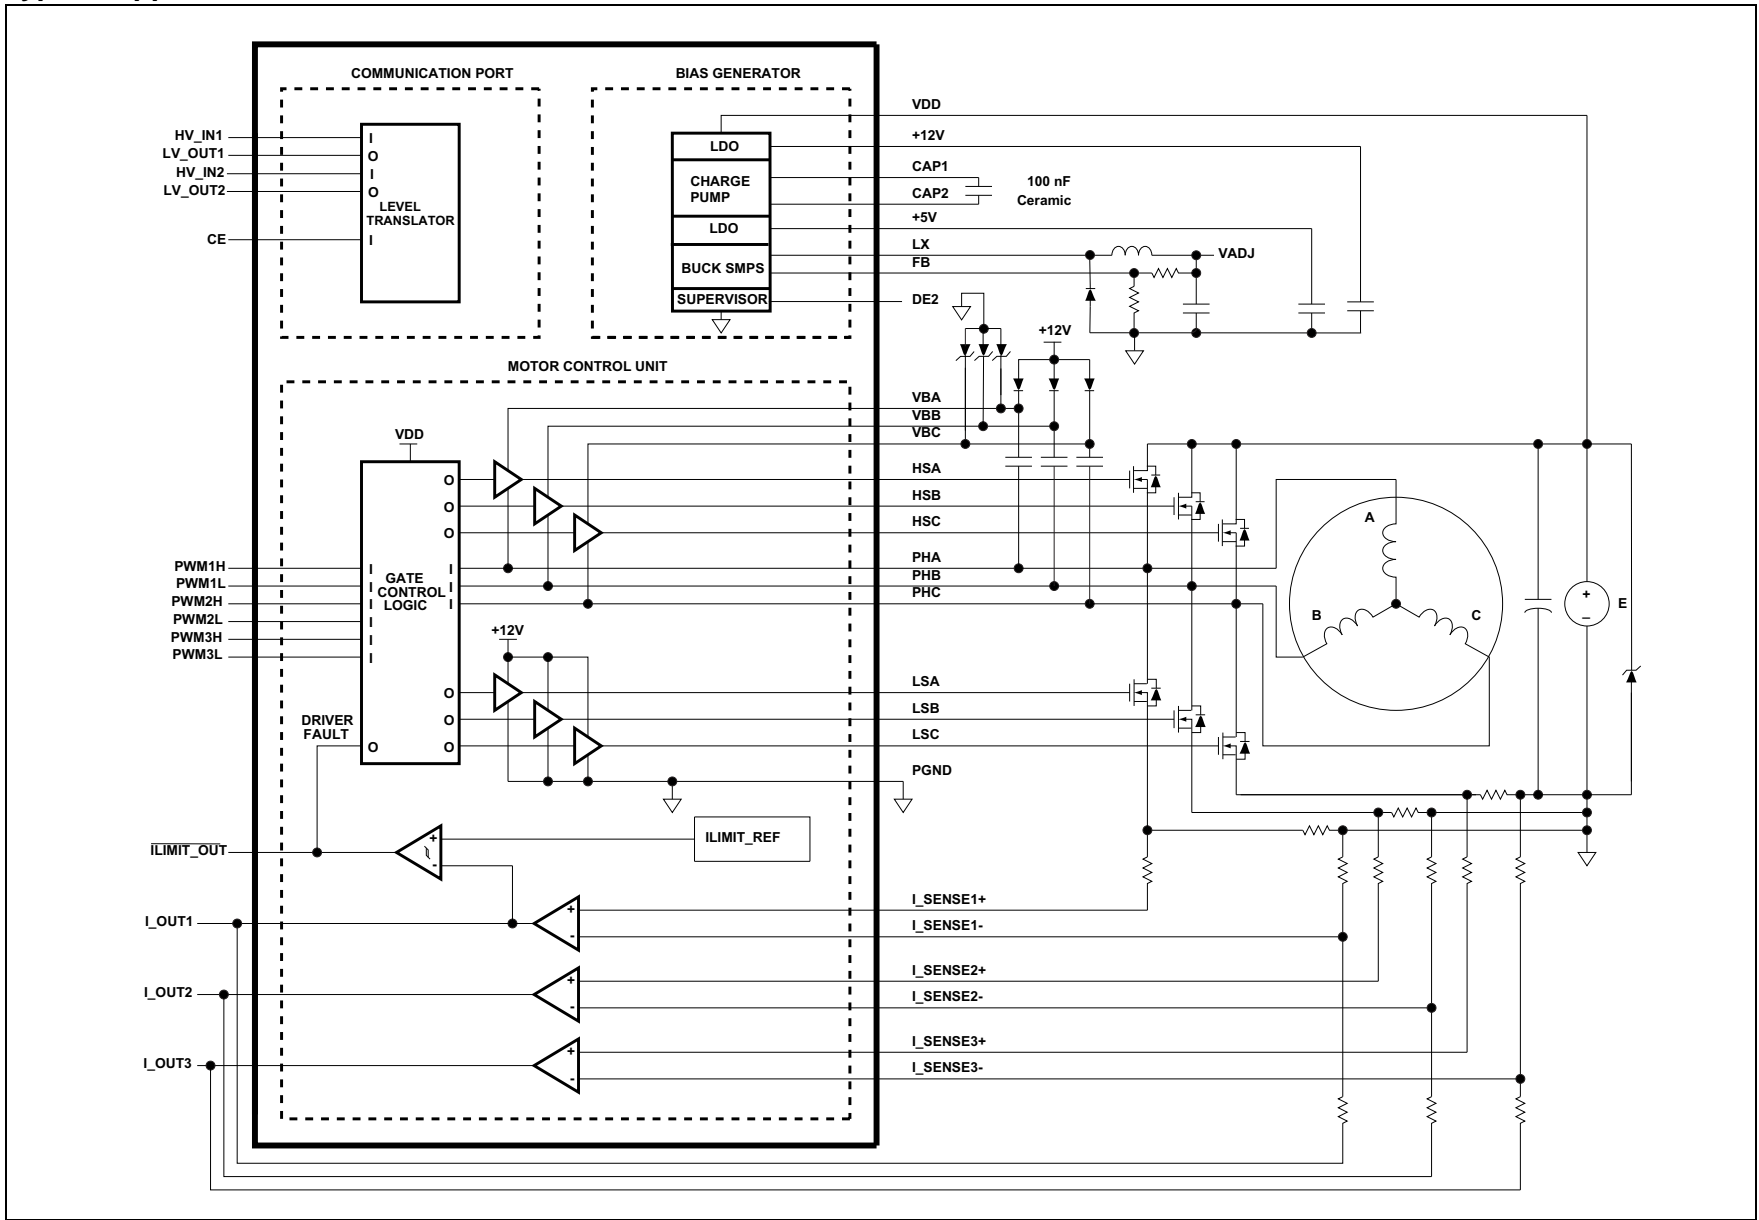 COMMUNICATION PORT
BIAS GENERATOR
HV_IN1
LV_OUT1
HV_IN2
LV_OUT2
CE
I
O
I
O
I
LEVEL
TRANSLATOR
LDO
CHARGE
PUMP
LDO
BUCK SMPS
SUPERVISOR
VDD
+12V
CAP1
CAP2
100 nF
Ceramic
+5V
LX
FB
VADJ
DE2
+12V
MOTOR CONTROL UNIT
VDD
VBA
VBB
VBC
HSA
HSB
HSC
PHA
PHB
PHC
O
O
O
I
I
I
PWM1H
PWM1L
PWM2H
PWM2L
PWM3H
PWM3L
I
I
I
I
I
I
GATE
CONTROL
LOGIC
+12V
O
O
O
O
DRIVER
FAULT
LSA
LSB
LSC
PGND
A
B
C
+
–
E
ILIMIT_OUT
+
-
ILIMIT_REF
I_OUT1
+
-
I_SENSE1+
I_SENSE1-
I_OUT2
+
-
I_SENSE2+
I_SENSE2-
I_OUT3
+
-
I_SENSE3+
I_SENSE3-